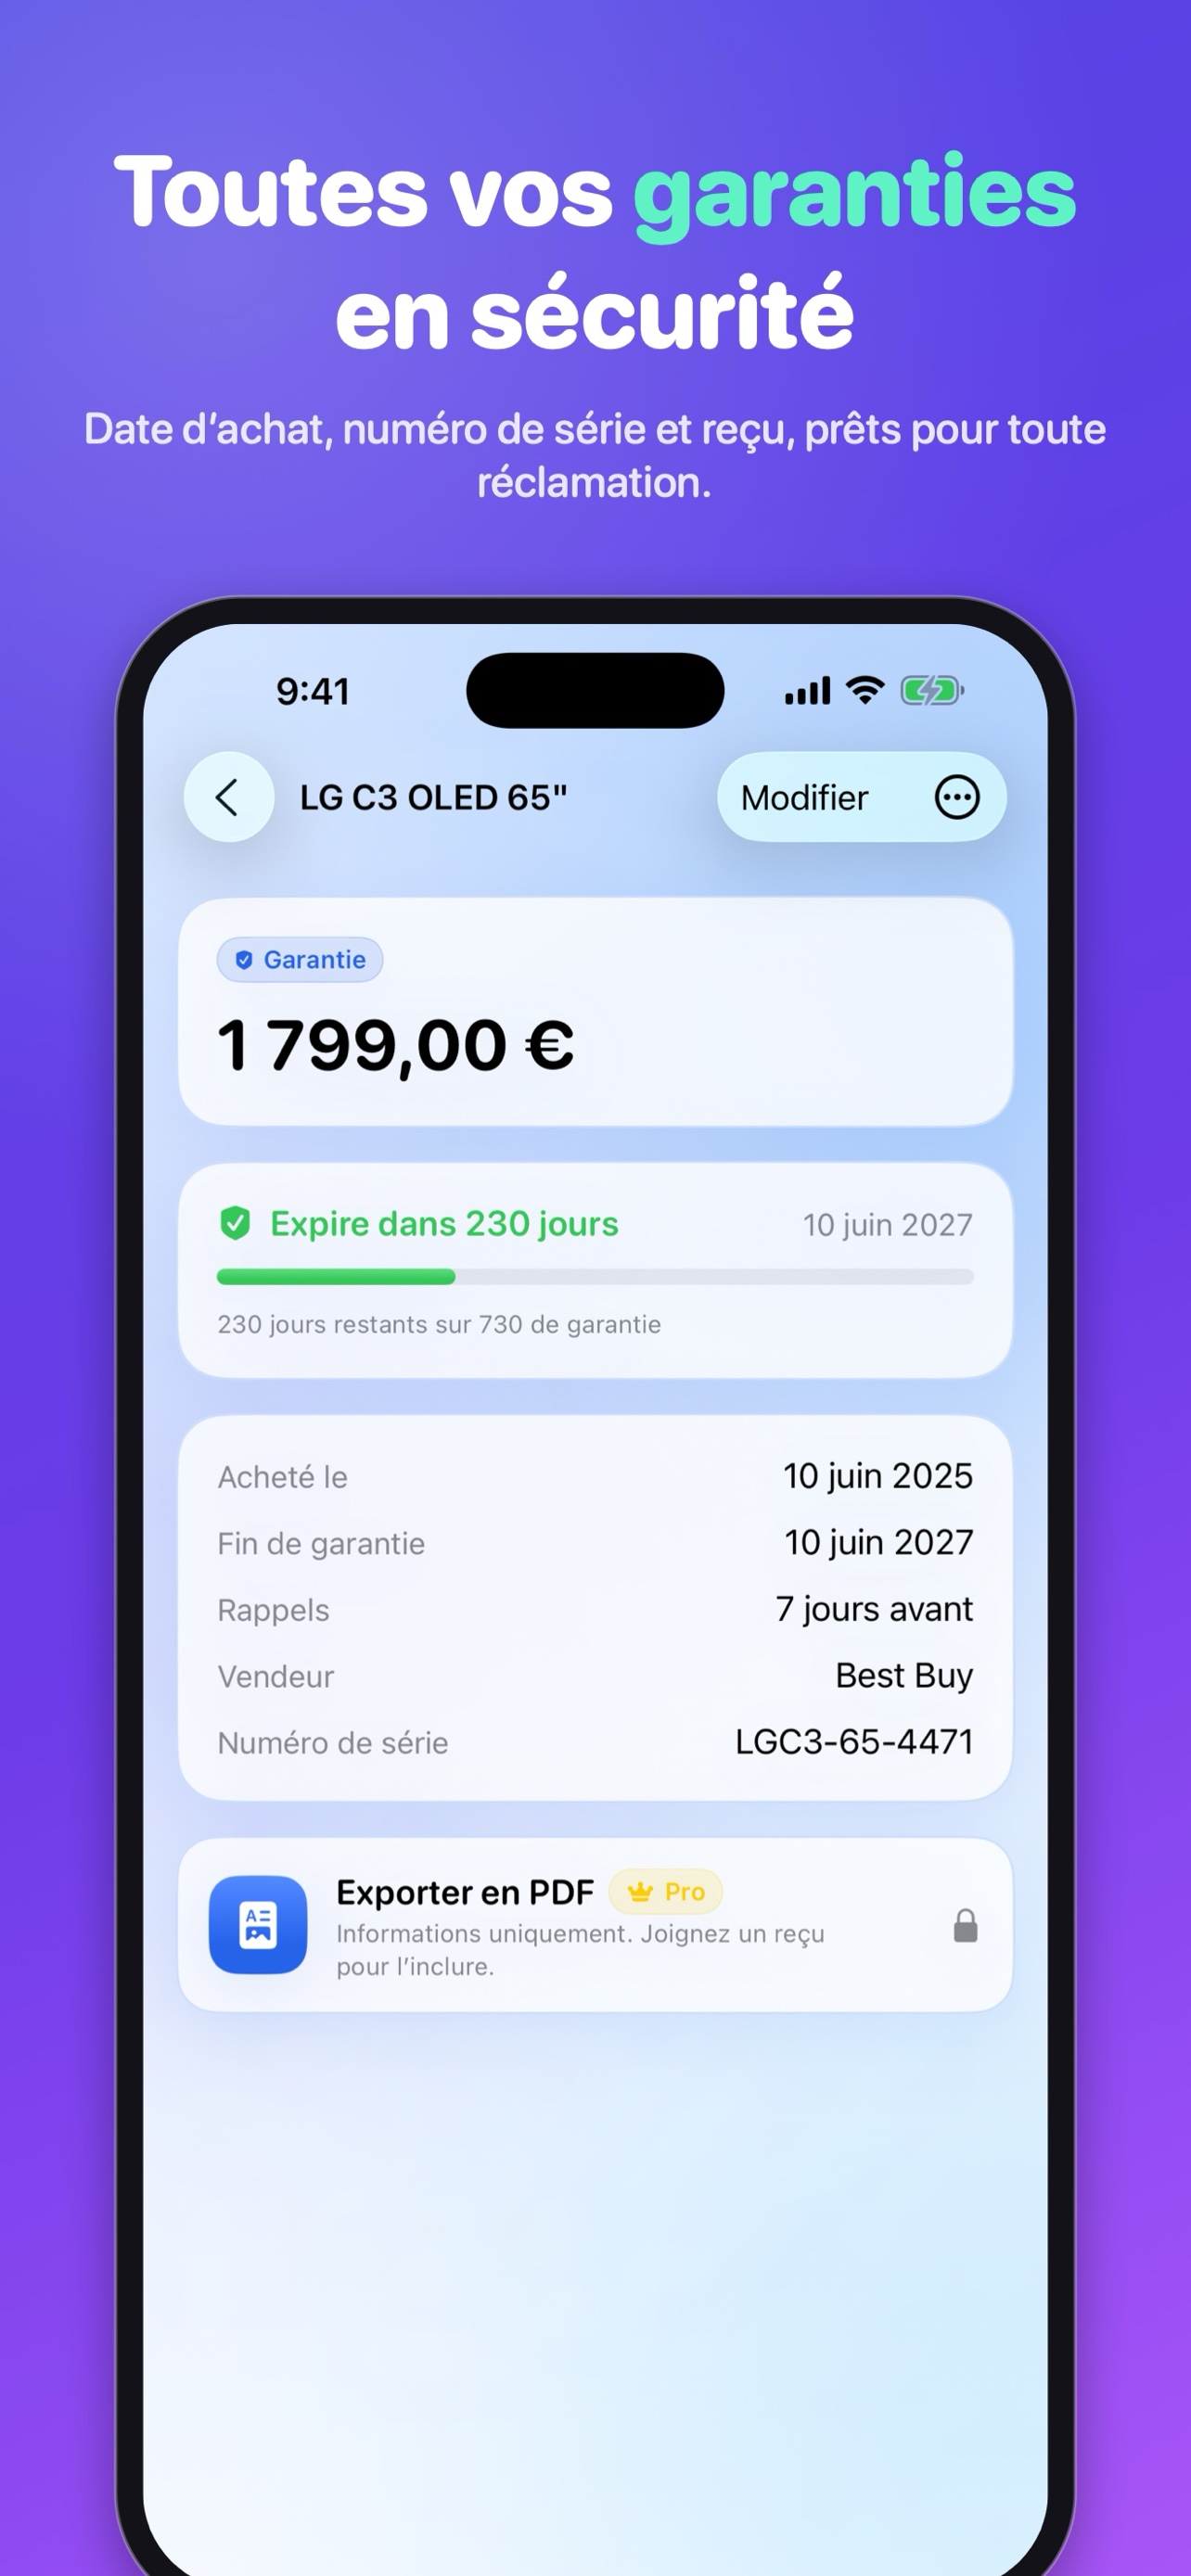 Toutes vos garanties
en sécurité
Date d’achat, numéro de série et reçu, prêts pour toute
réclamation.
9:41
LG C3 OLED 65"
Modifier
Garantie
1 799,00 €
Expire dans 230 jours
10 juin 2027
230 jours restants sur 730 de garantie
Acheté le
10 juin 2025
Fin de garantie
10 juin 2027
Rappels
7 jours avant
Vendeur
Best Buy
Numéro de série
LGC3-65-4471
Exporter en PDF
Pro
Informations uniquement. Joignez un reçu
pour l’inclure.